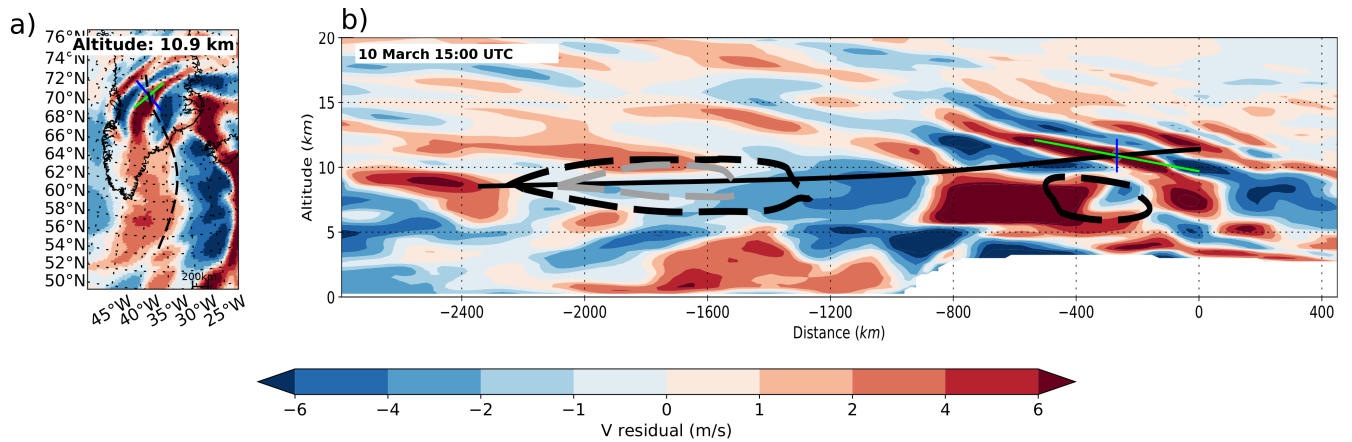 a)
Altitude: 10.9 km
76°N
74°N
72°N
70°N
68°N
66°N
64°N
62°N
60°N
58°N
56°N
54°N
52°N
50°N
200km
45°W 40°W 35°W 30°W 25°W
b)
10 March 15:00 UTC
Altitude (km)
20
15
10
5
0
−2400 −2000 −1600 −1200 −800 −400 0 400
Distance (km)
−6 −4 −2 −1 0 1 2 4 6
V residual (m/s)